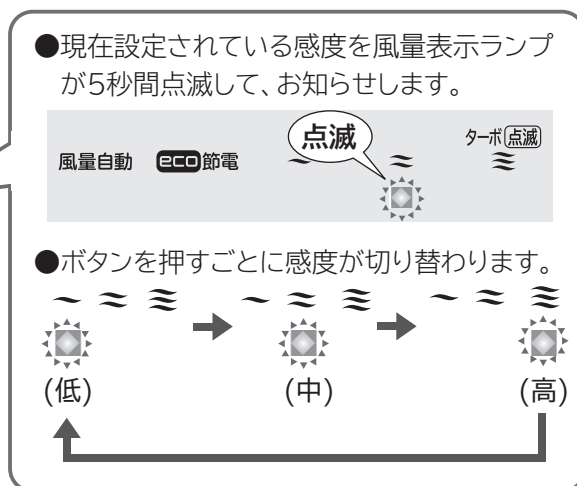 ●現在設定されている感度を風量表示ランプ
が5秒間点滅して、お知らせします。
点滅
ターボ点滅
風量自動 eco節電
●ボタンを押すごとに感度が切り替わります。
(低) (中) (高)